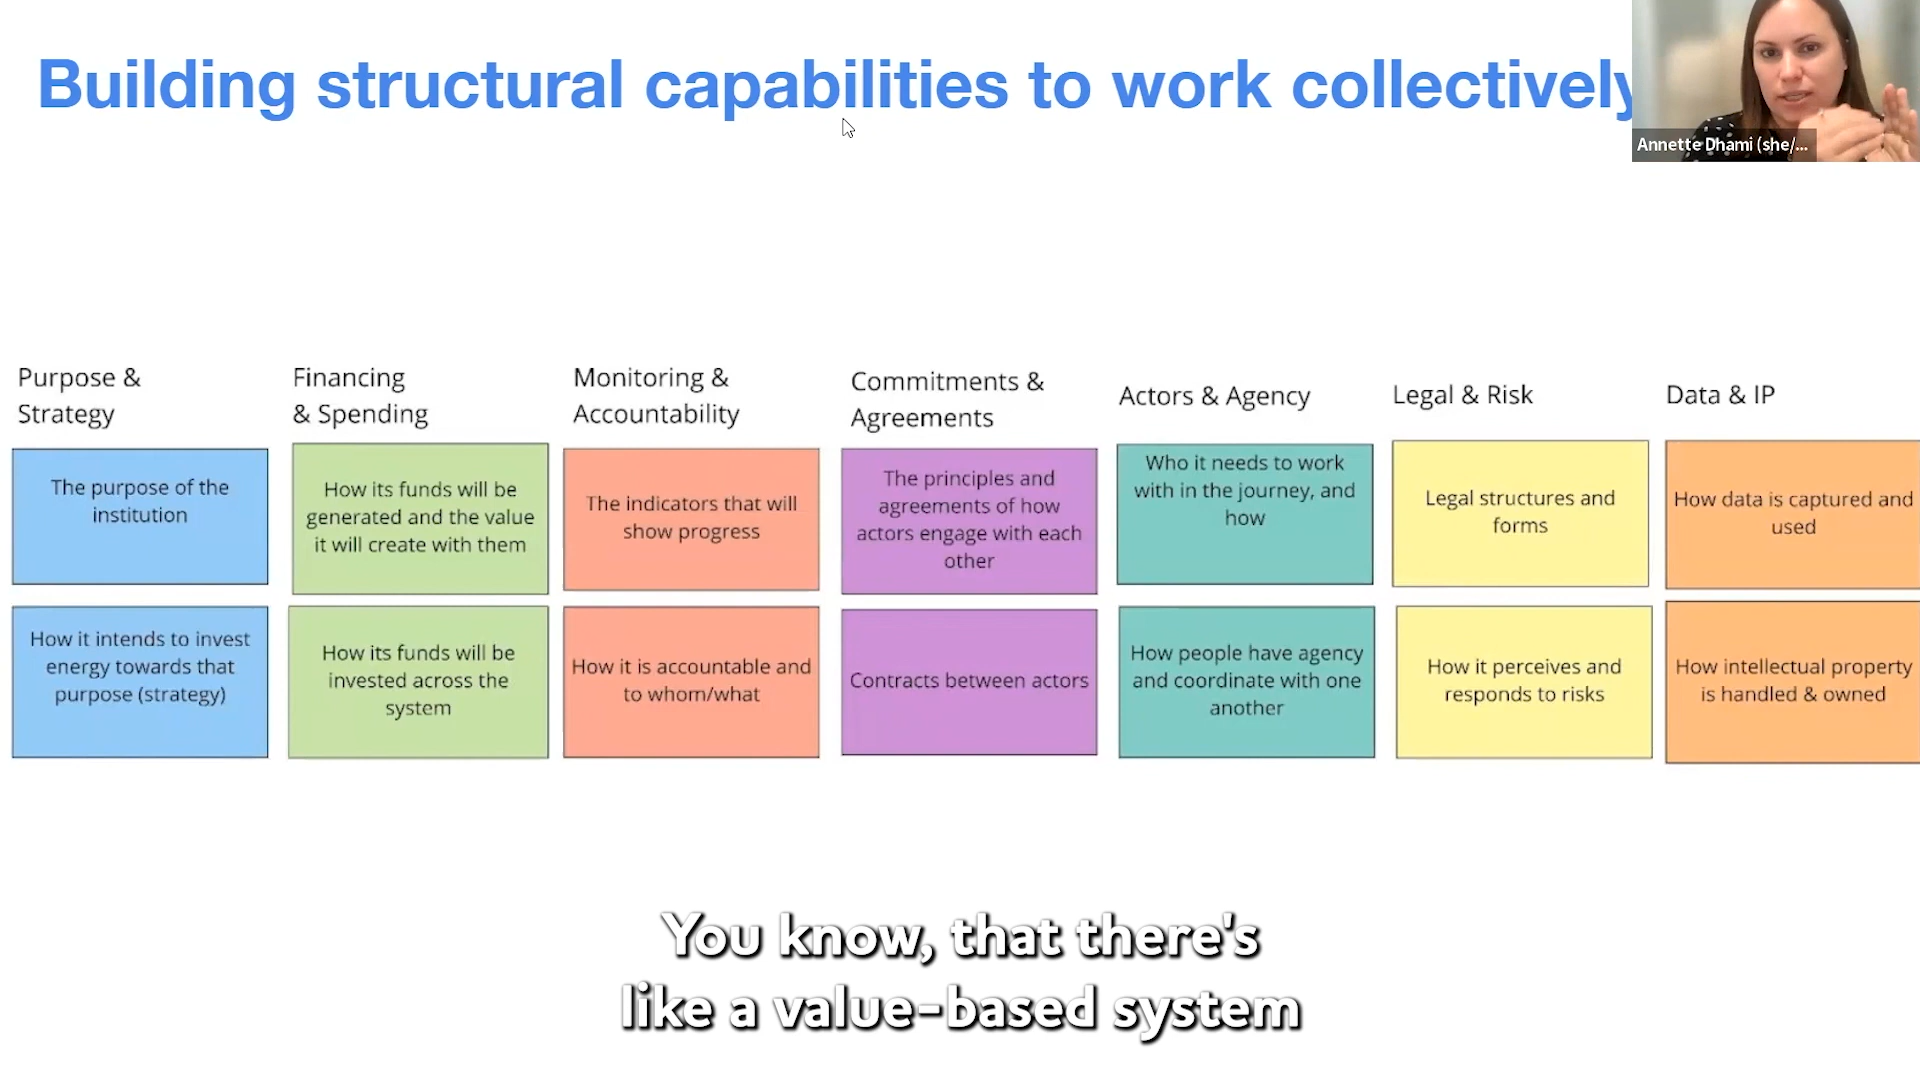 Building structural capabilities to work collectively
Annette Dhami (she/...
Purpose &
Strategy
The purpose of the
institution
How it intends to invest
energy towards that
purpose (strategy)
Financing
& Spending
How its funds will be
generated and the value
it will create with them
How its funds will be
invested across the
system
Monitoring &
Accountability
The indicators that will
show progress
How it is accountable and
to whom/what
Commitments &
Agreements
The principles and
agreements of how
actors engage with each
other
Contracts between actors
Actors & Agency
Who it needs to work
with in the journey, and
how
How people have agency
and coordinate with one
another
Legal & Risk
Legal structures and
forms
How it perceives and
responds to risks
Data & IP
How data is captured and
used
How intellectual property
is handled & owned
You know, that there's
like a value-based system